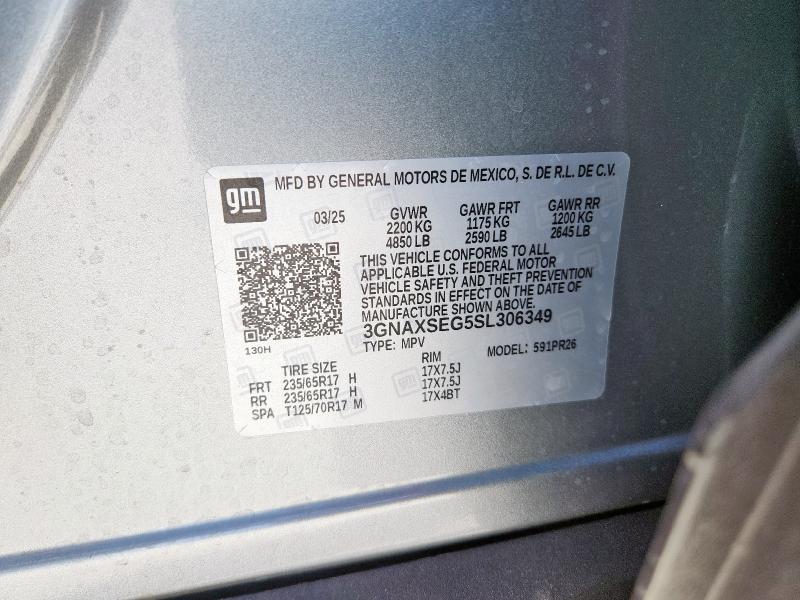 gm
MFD BY GENERAL MOTORS DE MEXICO, S. DE R.L. DE C.V.
03/25 GVWR GAWR FRT GAWR RR
2200 KG 1175 KG 1200 KG
4850 LB 2590 LB 2645 LB
THIS VEHICLE CONFORMS TO ALL
APPLICABLE U.S. FEDERAL MOTOR
VEHICLE SAFETY AND THEFT PREVENTION
STANDARDS IN EFFECT ON THE DATE OF
MANUFACTURE SHOWN ABOVE.
3GNAXSEG5SL306349
130H
TYPE: MPV MODEL: 591PR26
TIRE SIZE RIM
FRT 235/65R17 H 17X7.5J
RR 235/65R17 H 17X7.5J
SPA T125/70R17 M 17X4BT